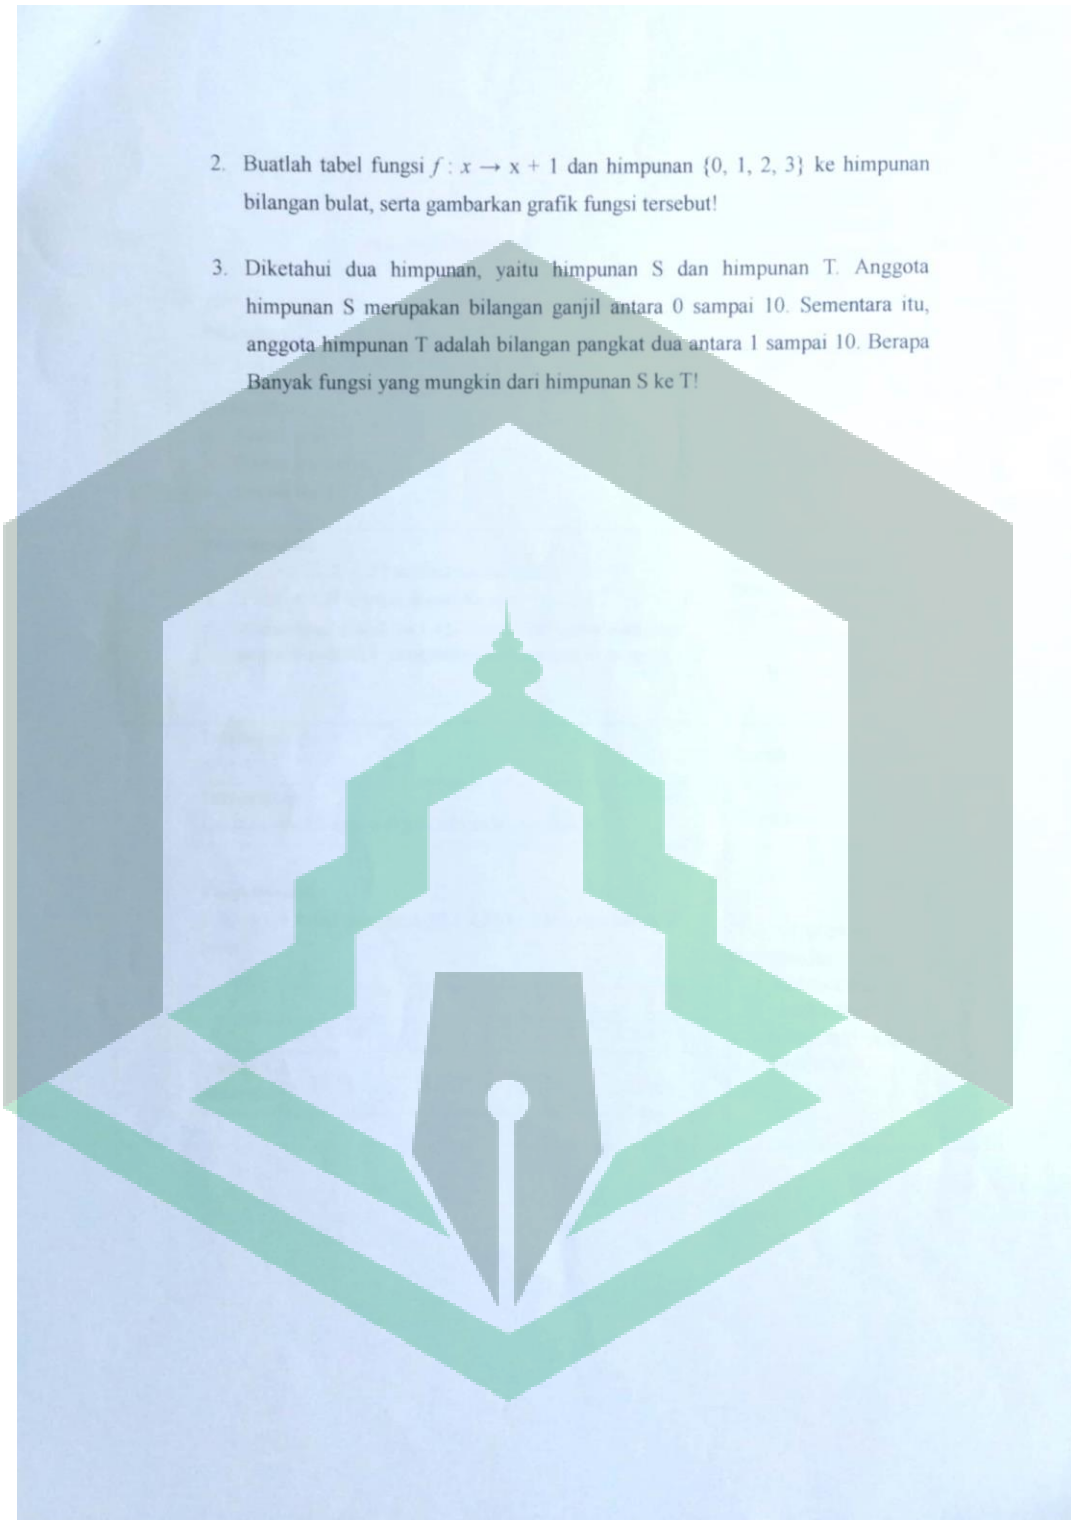 2. Buatlah tabel fungsi f : x → x + 1 dan himpunan {0, 1, 2, 3} ke himpunan
bilangan bulat, serta gambarkan grafik fungsi tersebut!
3. Diketahui dua himpunan, yaitu himpunan S dan himpunan T. Anggota
himpunan S merupakan bilangan ganjil antara 0 sampai 10. Sementara itu,
anggota himpunan T adalah bilangan pangkat dua antara 1 sampai 10. Berapa
Banyak fungsi yang mungkin dari himpunan S ke T!